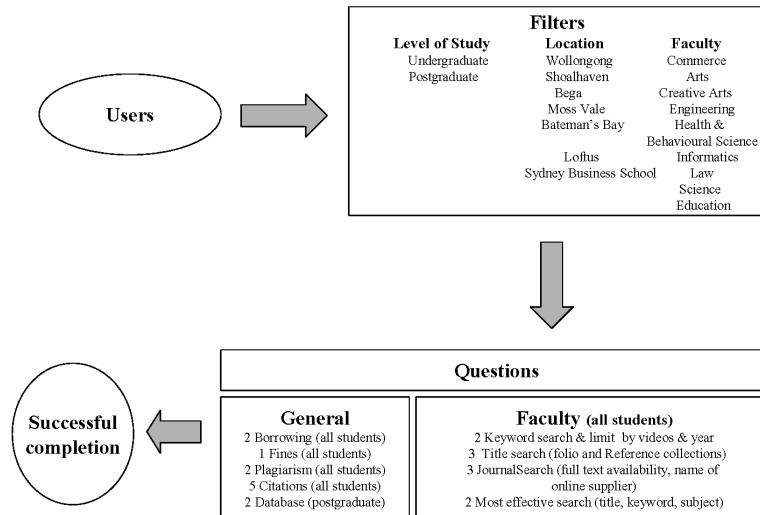 Users
Filters
Level of Study
Undergraduate
Postgraduate
Location
Wollongong
Shoalhaven
Bega
Moss Vale
Bateman's Bay
Loftus
Sydney Business School
Faculty
Commerce
Arts
Creative Arts
Engineering
Health &
Behavioural Science
Informatics
Law
Science
Education
Questions
General
2 Borrowing (all students)
1 Fines (all students)
2 Plagiarism (all students)
5 Citations (all students)
2 Database (postgraduate)
Faculty (all students)
2 Keyword search & limit by videos & year
3 Title search (folio and Reference collections)
3 JournalSearch (full text availability, name of
online supplier)
2 Most effective search (title, keyword, subject)
Successful
completion